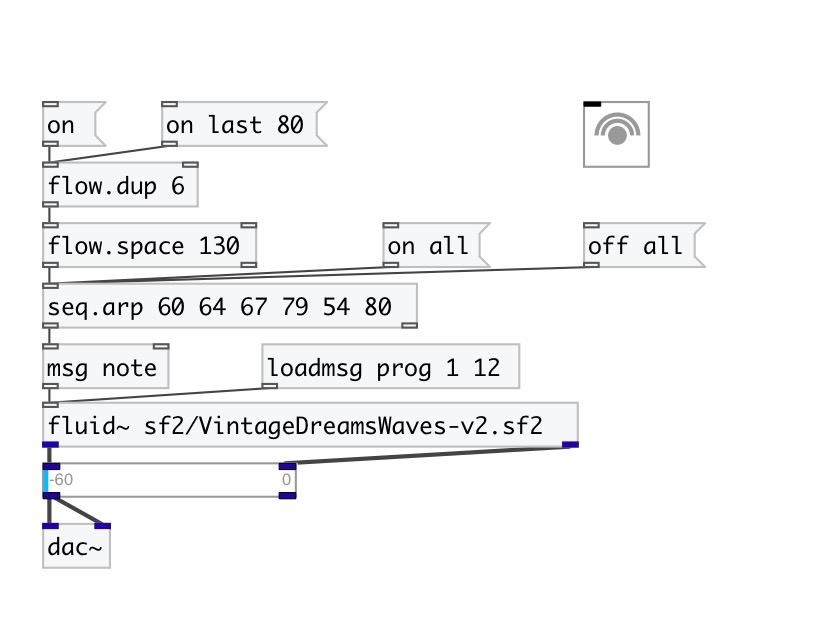 on
on last 80
flow.dup 6
flow.space 130
on all
off all
seq.arp 60 64 67 79 54 80
msg note
loadmsg prog 1 12
fluid~ sf2/VintageDreamsWaves-v2.sf2
-60
0
dac~